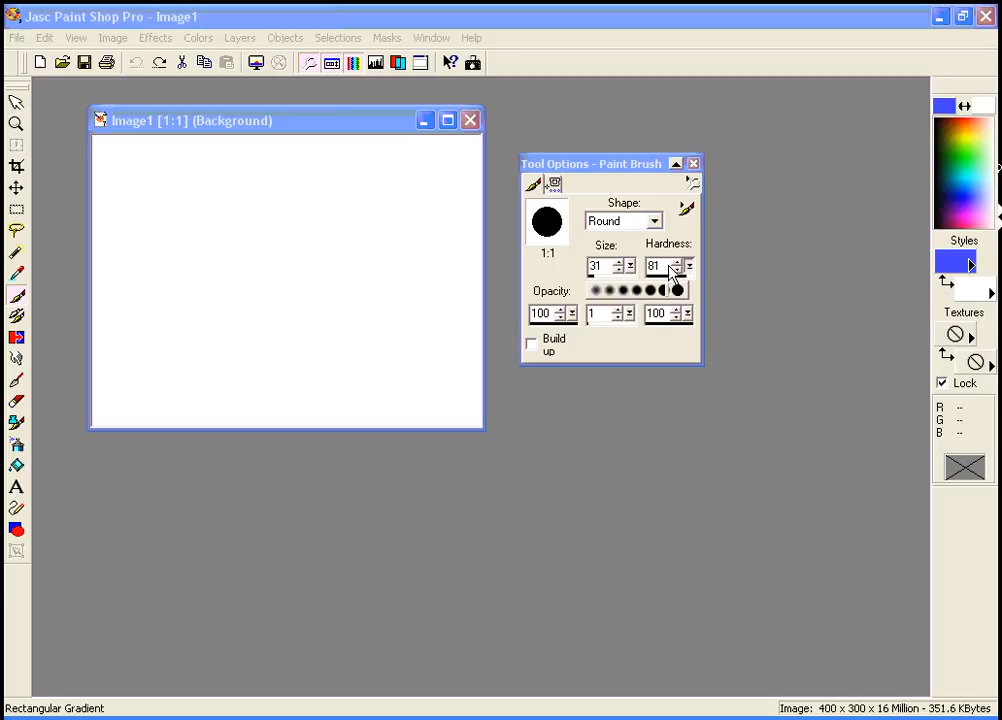 Jasc Paint Shop Pro - Image1
File Edit View Image Effects Colors Layers Objects Selections Masks Window Help
Image1 [1:1] (Background)
Tool Options - Paint Brush
Shape:
Round
1:1
Size: Hardness:
31 81
Opacity:
100 1 100
Build
up
Styles
Textures
Lock
R --
G --
B --
A
Rectangular Gradient
Image: 400 x 300 x 16 Million - 351.6 KBytes